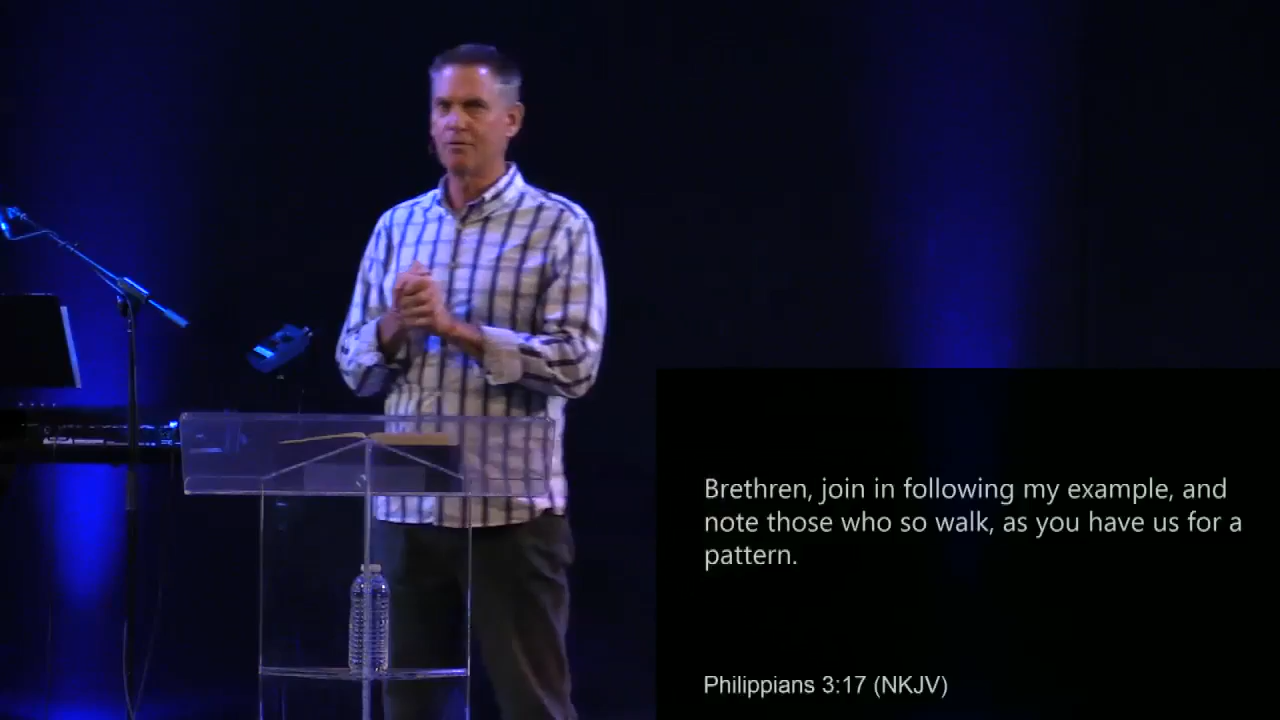 Brethren, join in following my example, and
note those who so walk, as you have us for a
pattern.
Philippians 3:17 (NKJV)